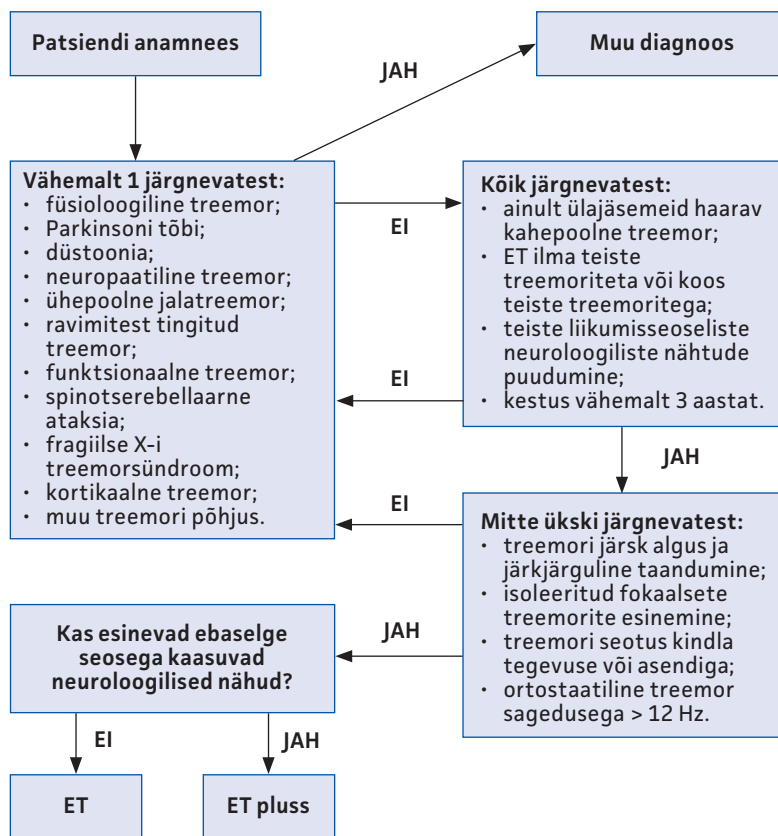 Patsiendi anamnees
Muu diagnoos
JAH
Vähemalt 1 järgnevatest:
· füsioloogiline treemor;
· Parkinsoni tõbi;
· düstoonia;
· neuropaatiline treemor;
· ühepoolne jalatreemor;
· ravimitest tingitud
treemor;
· funktsionaalne treemor;
· spinotserebellaarne
ataksia;
· fragiilse X-i
treemorsündroom;
· kortikaalne treemor;
· muu treemori põhjus.
EI
Kõik järgnevatest:
· ainult ülajäsemeid haarav
kahepoolne treemor;
· ET ilma teiste
treemoriteta või koos
teiste treemoritega;
· teiste liikumisseoseliste
neuroloogiliste nähtude
puudumine;
· kestus vähemalt 3 aastat.
EI
JAH
EI
Mitte ükski järgnevatest:
· treemori järsk algus ja
järkjärguline taandumine;
· isoleeritud fokaalsete
treemorite esinemine;
· treemori seotus kindla
tegevuse või asendiga;
· ortostaatiline treemor
sagedusega > 12 Hz.
JAH
Kas esinevad ebaselge
seosega kaasuvad
neuroloogilised nähud?
EI
JAH
ET
ET pluss